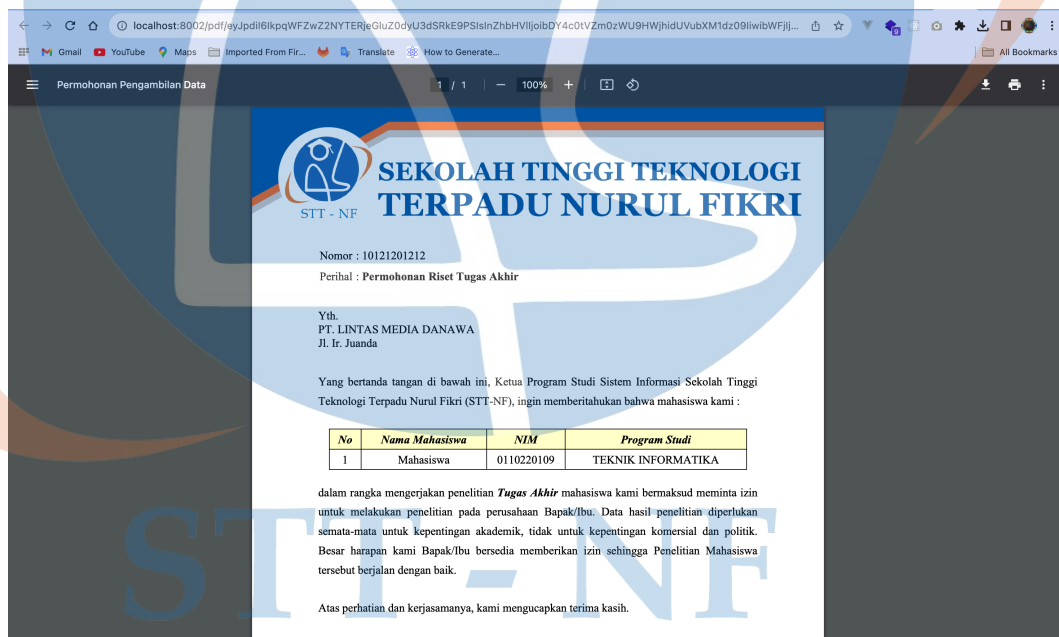 localhost:8002/pdf/eyJpdiI6IkpqWFZwZ2NYTERjeGluZ0dyU3dSRkE9PSIsInZhbHVlIjoibDY4c0tVZm0zWU9HWjhidUVubXM1dz09IiwibWFjIj...
Gmail YouTube Maps Imported From Fir... Translate How to Generate... All Bookmarks
Permohonan Pengambilan Data 1 / 1 100%
SEKOLAH TINGGI TEKNOLOGI
STT - NF TERPADU NURUL FIKRI
Nomor : 10121201212
Perihal : Permohonan Riset Tugas Akhir
Yth.
PT. LINTAS MEDIA DANAWA
Jl. Ir. Juanda
Yang bertanda tangan di bawah ini, Ketua Program Studi Sistem Informasi Sekolah Tinggi
Teknologi Terpadu Nurul Fikri (STT-NF), ingin memberitahukan bahwa mahasiswa kami :
No Nama Mahasiswa NIM Program Studi
1 Mahasiswa 0110220109 TEKNIK INFORMATIKA
dalam rangka mengerjakan penelitian Tugas Akhir mahasiswa kami bermaksud meminta izin
untuk melakukan penelitian pada perusahaan Bapak/Ibu. Data hasil penelitian diperlukan
semata-mata untuk kepentingan akademik, tidak untuk kepentingan komersial dan politik.
Besar harapan kami Bapak/Ibu bersedia memberikan izin sehingga Penelitian Mahasiswa
tersebut berjalan dengan baik.
Atas perhatian dan kerjasamanya, kami mengucapkan terima kasih.
STT - NF